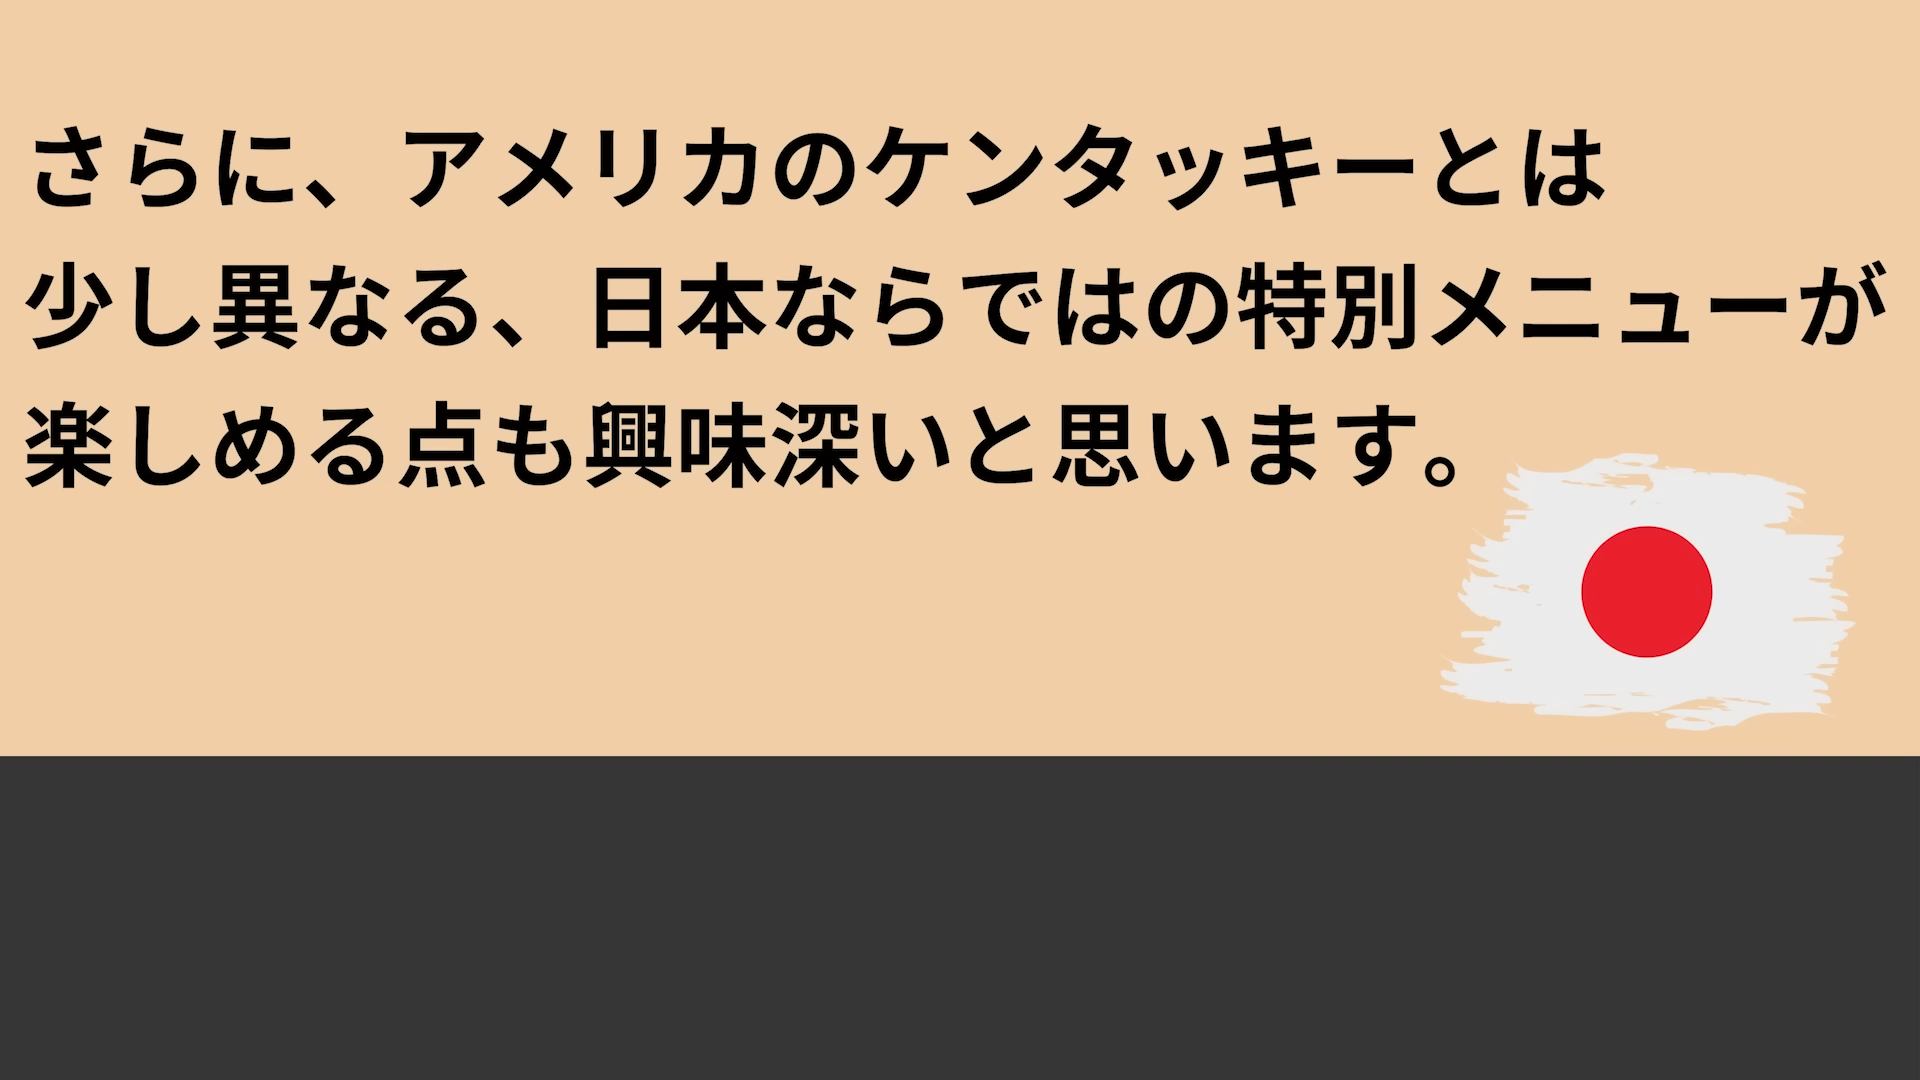 さらに、アメリカのケンタッキーとは
少し異なる、日本ならではの特別メニューが
楽しめる点も興味深いと思います。